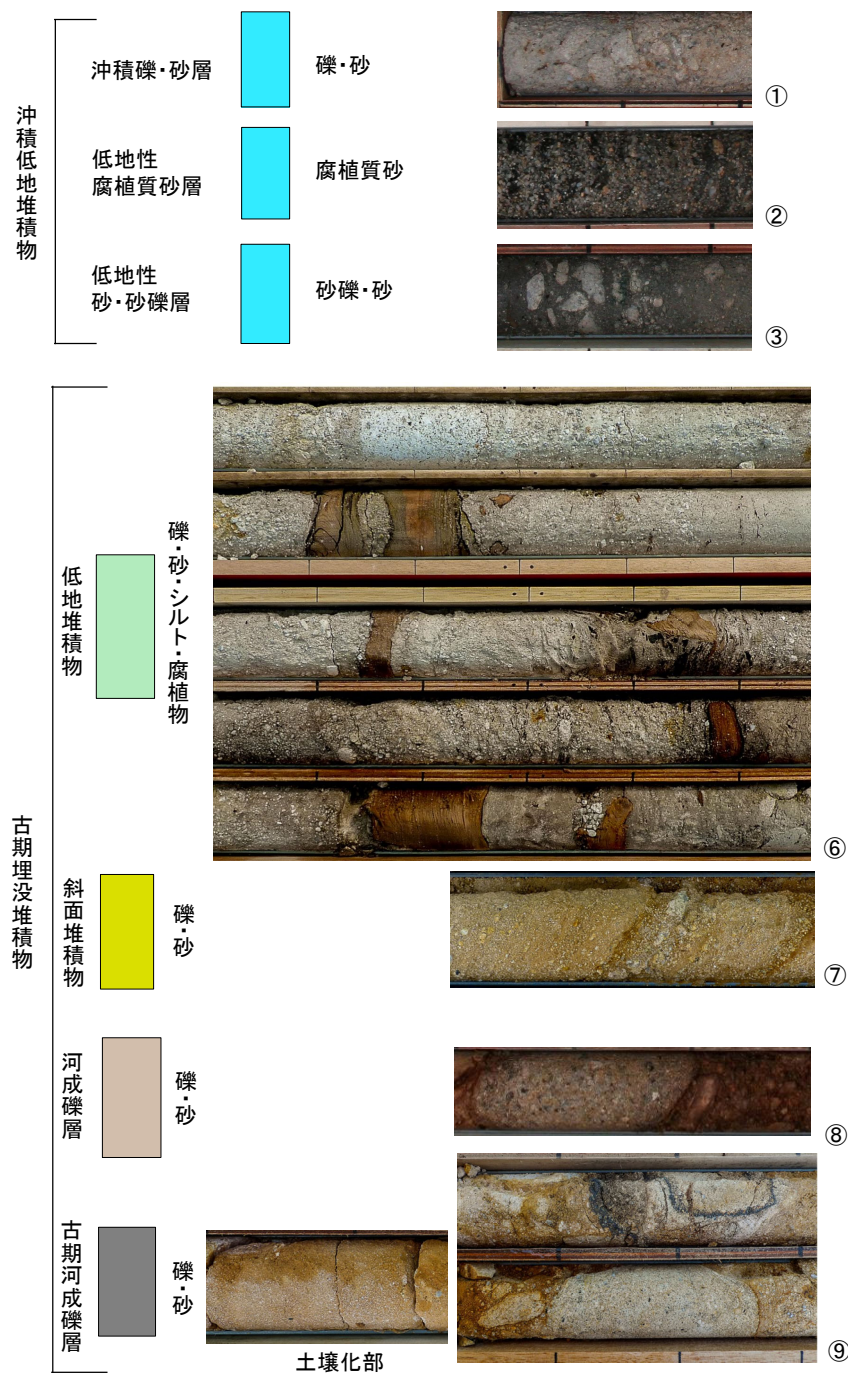 沖積低地堆積物
沖積礫・砂層
礫・砂
①
低地性
腐植質砂層
腐植質砂
②
低地性
砂・砂礫層
砂礫・砂
③
古期埋没堆積物
低地堆積物
礫・砂・シルト・腐植物
⑥
斜面堆積物
礫・砂
⑦
河成礫層
礫・砂
⑧
古期河成礫層
礫・砂
土壌化部
⑨